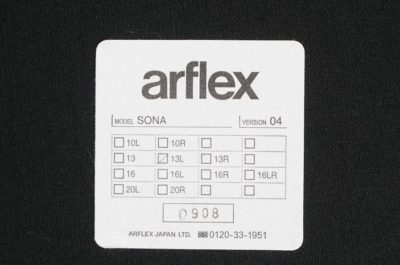 arflex
MODEL SONA VERSION 04
10L 10R
13 13L 13R
16 16L 16R 16LR
20L 20R
0908
ARFLEX JAPAN LTD. 0120-33-1951